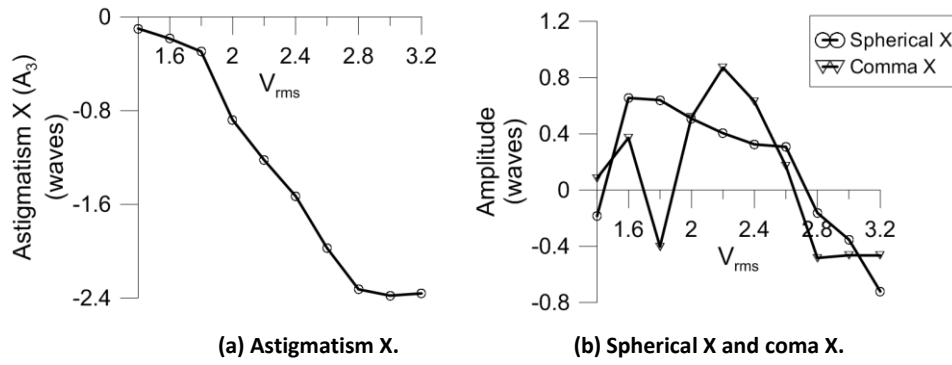 0
-0.8
-1.6
-2.4
1.6 2 2.4 2.8 3.2
V rms
Astigmatism X (A3)
(waves)
(a) Astigmatism X.
1.2
0.8
0.4
0
-0.4
-0.8
1.6 2 2.4 2.8 3.2
V rms
Amplitude
(waves)
Spherical X
Comma X
(b) Spherical X and coma X.